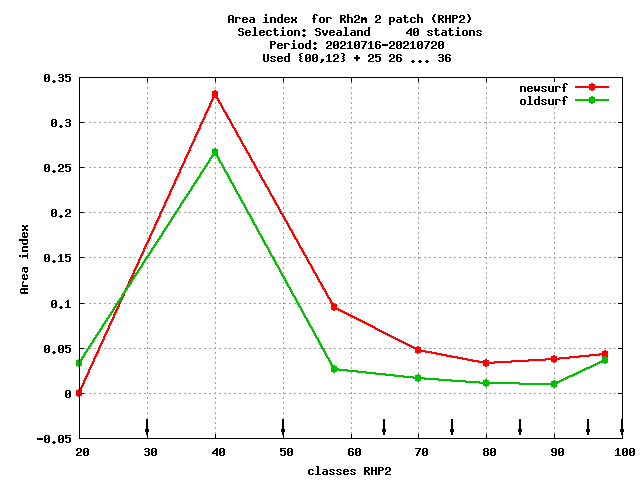 Area index  for Rh2m 2 patch (RHP2)
Selection: Svealand     40 stations
Period: 20210716-20210720
Used {00,12} + 25 26 ... 36
newsurf
oldsurf
0.35
0.3
0.25
0.2
0.15
0.1
0.05
0
-0.05
Area index
20 30 40 50 60 70 80 90 100
classes RHP2